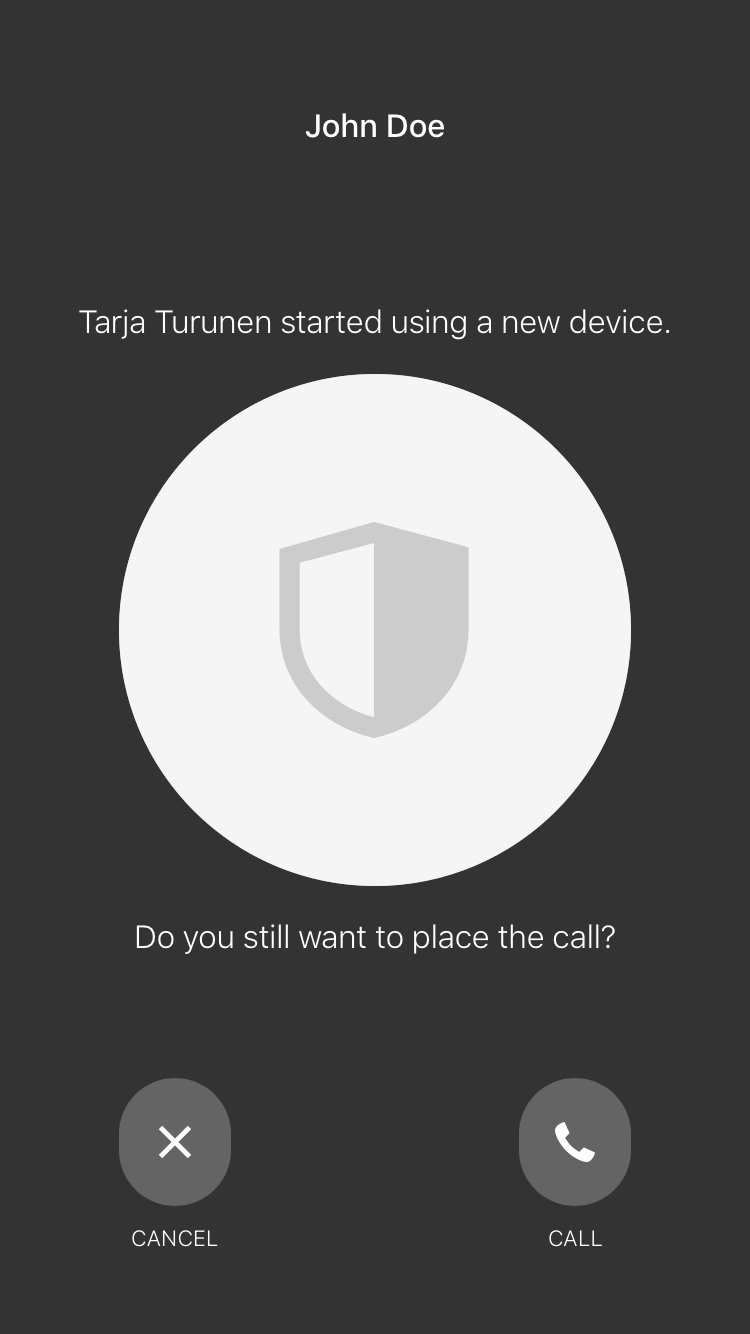 John Doe
Tarja Turunen started using a new device.
Do you still want to place the call?
CANCEL
CALL